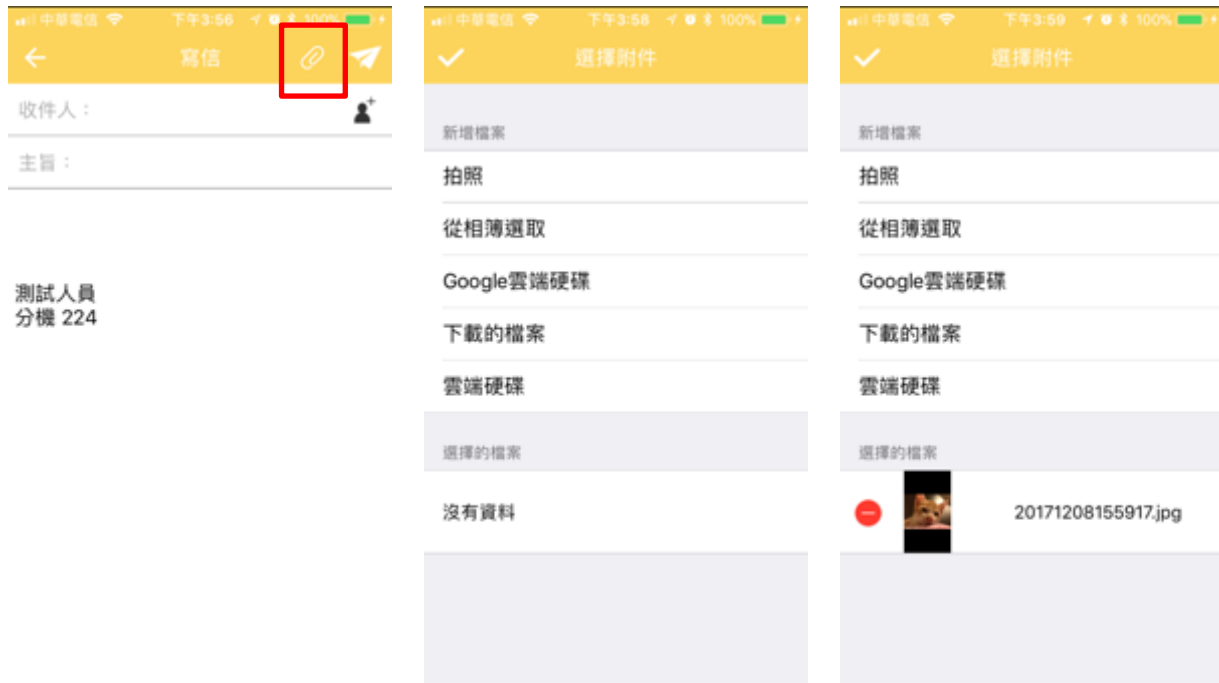 中華電信 下午3:56 100%
寫信
收件人：
主旨：
測試人員
分機 224
中華電信 下午3:58 100%
選擇附件
新增檔案
拍照
從相簿選取
Google雲端硬碟
下載的檔案
雲端硬碟
選擇的檔案
沒有資料
中華電信 下午3:59 100%
選擇附件
新增檔案
拍照
從相簿選取
Google雲端硬碟
下載的檔案
雲端硬碟
選擇的檔案
20171208155917.jpg